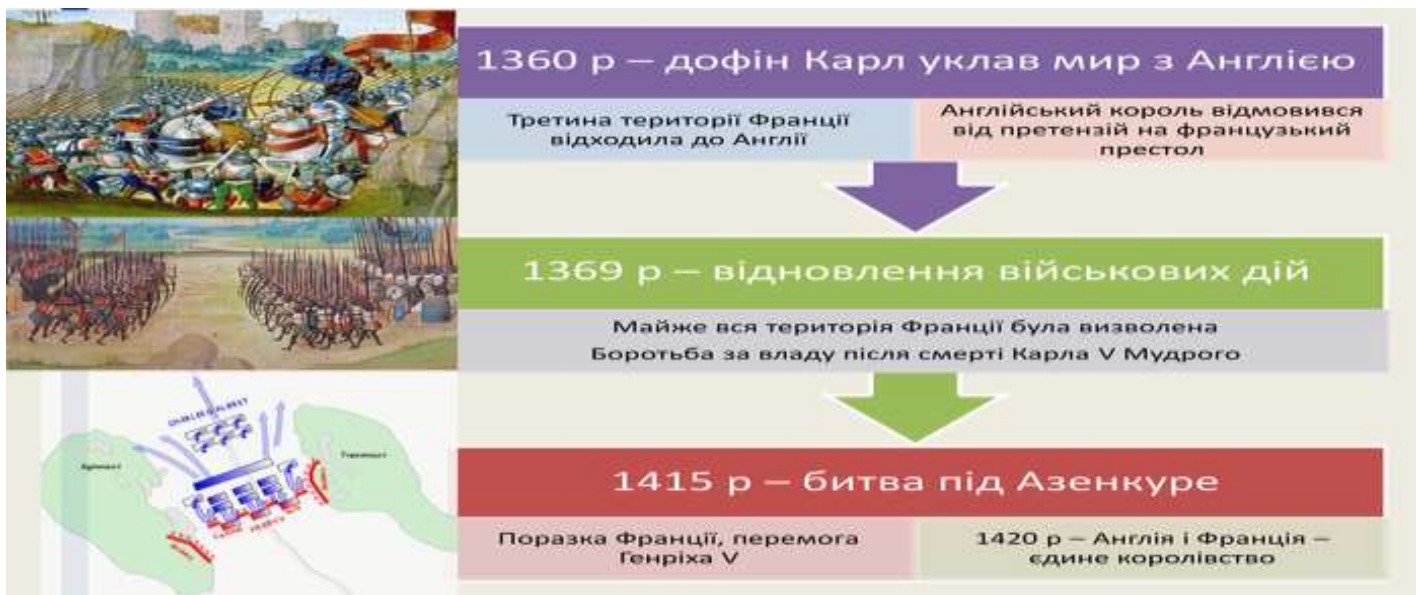 1360 р – дофін Карл уклав мир з Англією
Третина території Франції
відходила до Англії
Англійський король відмовився
від претензій на французький
престол
1369 р – відновлення військових дій
Майже вся територія Франції була визволена
Боротьба за владу після смерті Карла V Мудрого
1415 р – битва під Азенкуре
Поразка Франції, перемога
Генріха V
1420 р – Англія і Франція –
єдине королівство